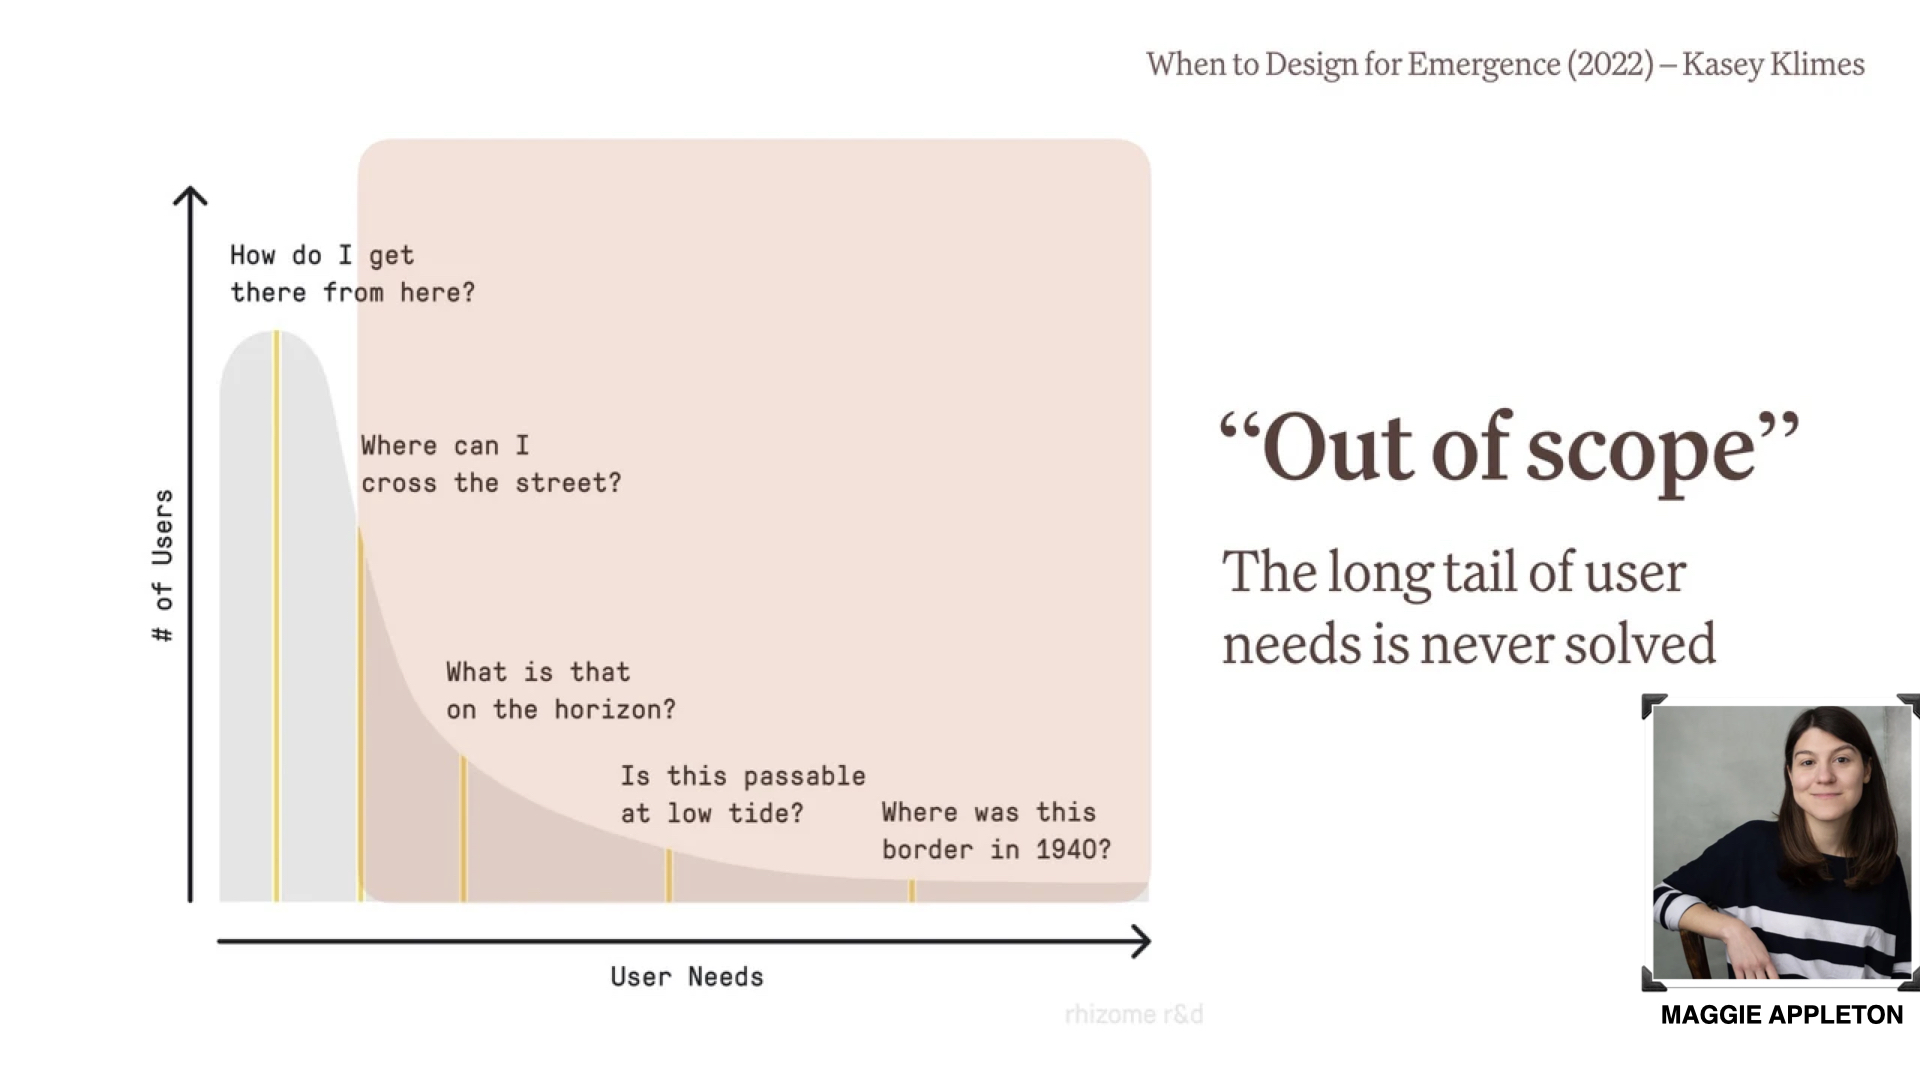 When to Design for Emergence (2022) – Kasey Klimes
How do I get
there from here?
Where can I
cross the street?
What is that
on the horizon?
Is this passable
at low tide?
Where was this
border in 1940?
# of Users
User Needs
rhizome r&d
“Out of scope”
The long tail of user
needs is never solved
MAGGIE APPLETON